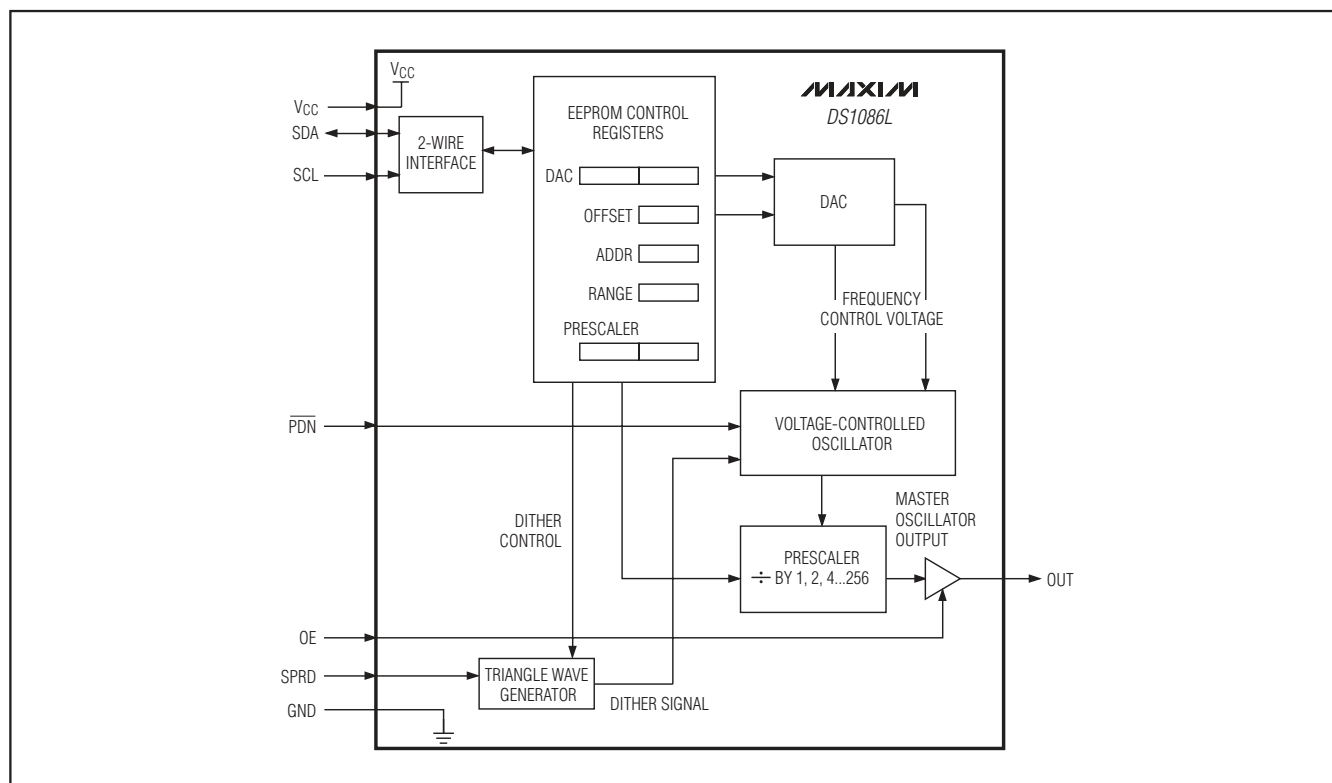 VCC
VCC
SDA
SCL
2-WIRE
INTERFACE
EEPROM CONTROL
REGISTERS
DAC
OFFSET
ADDR
RANGE
PRESCALER
MAXIM
DS1086L
DAC
FREQUENCY
CONTROL VOLTAGE
PDN
VOLTAGE-CONTROLLED
OSCILLATOR
DITHER
CONTROL
MASTER
OSCILLATOR
OUTPUT
PRESCALER
÷ BY 1, 2, 4...256
OUT
OE
SPRD
TRIANGLE WAVE
GENERATOR
DITHER SIGNAL
GND